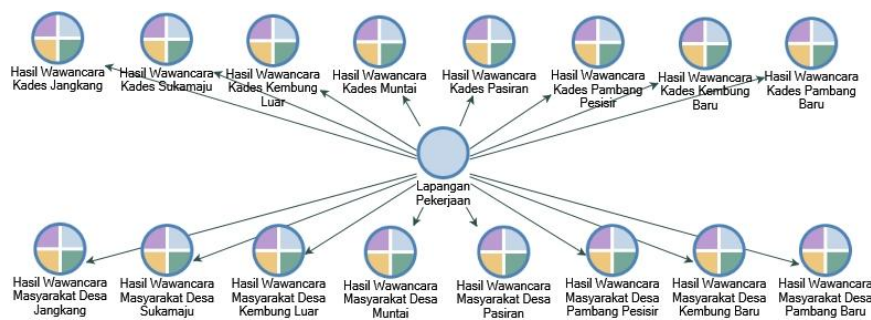 Hasil Wawancara
Kades Jangkang
Hasil Wawancara
Kades Sukamaju
Hasil Wawancara
Kades Kembung
Luar
Hasil Wawancara
Kades Muntai
Hasil Wawancara
Kades Pasiran
Hasil Wawancara
Kades Pambang
Pesisir
Hasil Wawancara
Kades Kembung
Baru
Hasil Wawancara
Kades Pambang
Baru
Lapangan
Pekerjaan
Hasil Wawancara
Masyarakat Desa
Jangkang
Hasil Wawancara
Masyarakat Desa
Sukamaju
Hasil Wawancara
Masyarakat Desa
Kembung Luar
Hasil Wawancara
Masyarakat Desa
Muntai
Hasil Wawancara
Masyarakat Desa
Pasiran
Hasil Wawancara
Masyarakat Desa
Pambang Pesisir
Hasil Wawancara
Masyarakat Desa
Kembung Baru
Hasil Wawancara
Masyarakat Desa
Pambang Baru